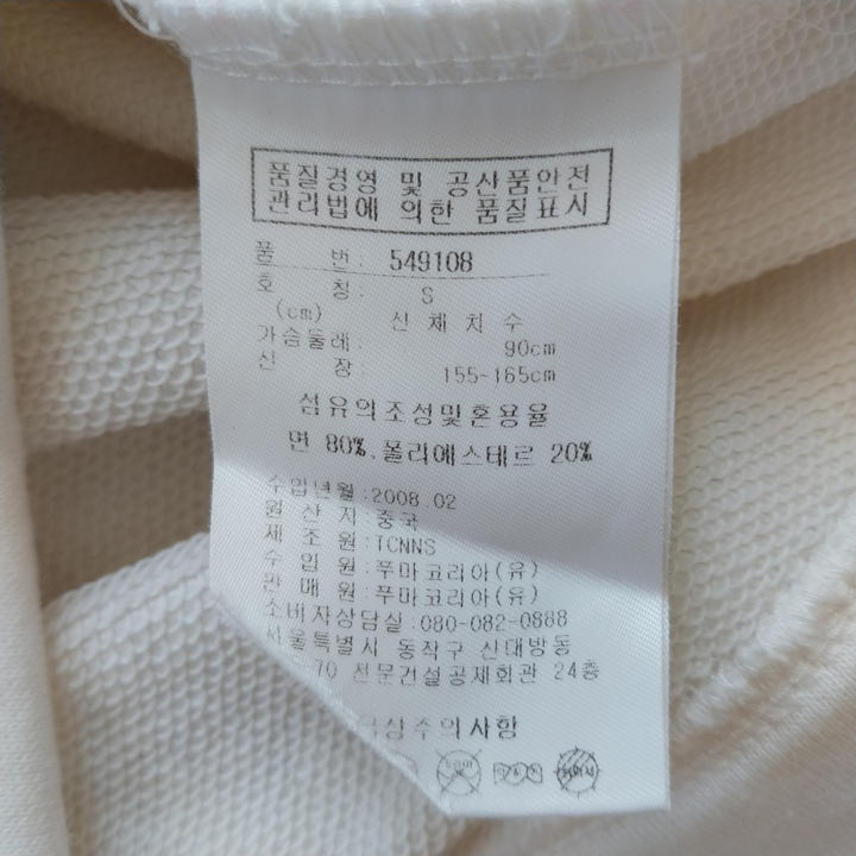 품질경영 및 공산품안전
관리법에 의한 품질표시
품 번: 549108
호 칭: S
(cm) 신체치수
가슴둘레: 90cm
신 장: 155-165cm
섬유의조성및혼용율
면 80%.폴리에스테르 20%
수입년월:2008.02
원산지:중국
제조원:TCNNS
수입원:푸마코리아(유)
판매원:푸마코리아(유)
소비자상담실:080-082-0888
서울특별시 동작구 신대방동
70 전문건설공제회관 24층
급상주의사항